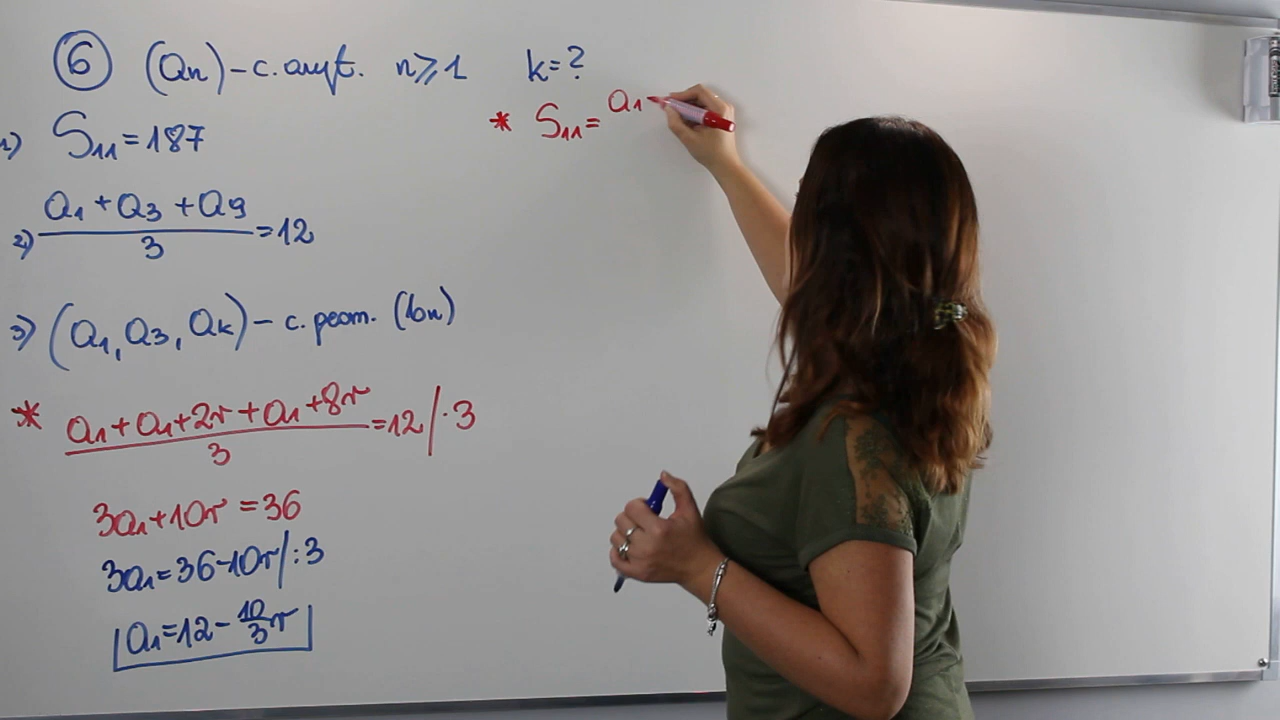 ⑥ (an) – c. aryt. n ⩾ 1 k = ?
1) S₁₁ = 187
2) (a₁ + a₃ + a₉)/3 = 12
3) (a₁, a₃, aₖ) – c. geom. (bn)
* (a₁ + a₁ + 2r + a₁ + 8r)/3 = 12 / · 3
3a₁ + 10r = 36
3a₁ = 36 - 10r / : 3
a₁ = 12 - 10/3 r
* S₁₁ = a₁